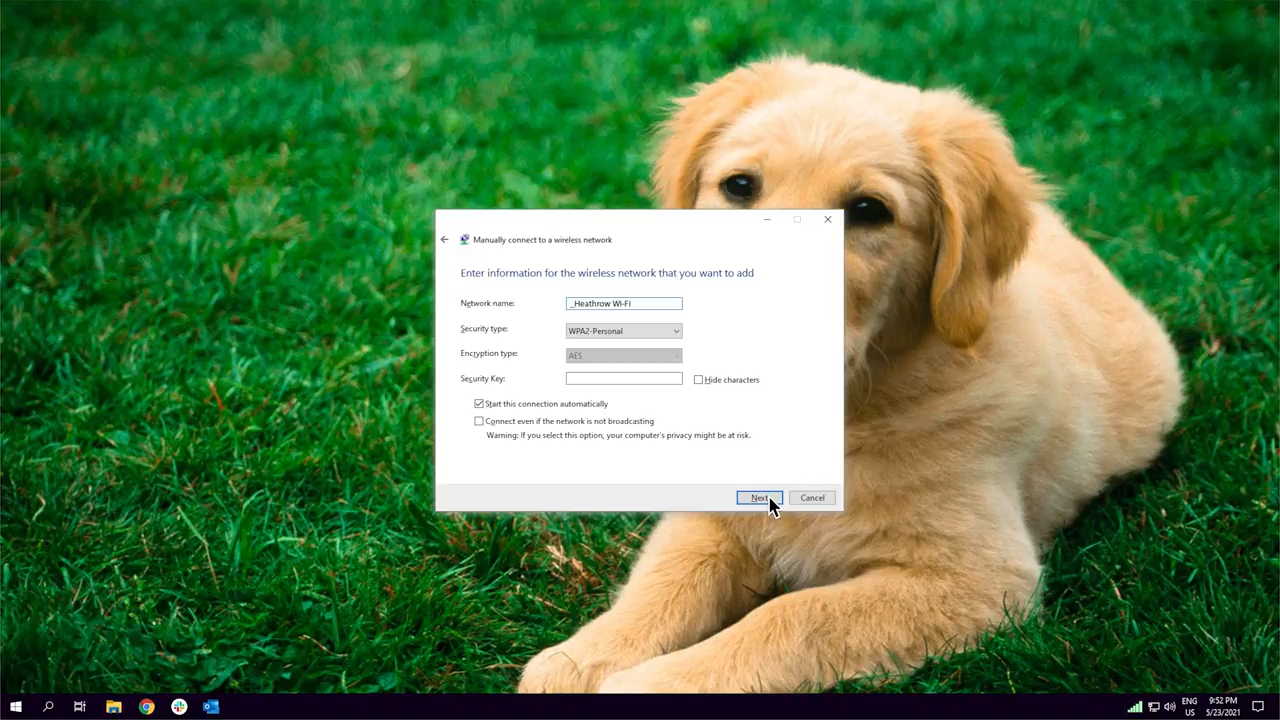 Manually connect to a wireless network
Enter information for the wireless network that you want to add
Network name: _Heathrow Wi-Fi
Security type: WPA2-Personal
Encryption type: AES
Security Key: Hide characters
Start this connection automatically
Connect even if the network is not broadcasting
Warning: If you select this option, your computer's privacy might be at risk.
Next Cancel
ENG 9:52 PM
US 5/23/2021